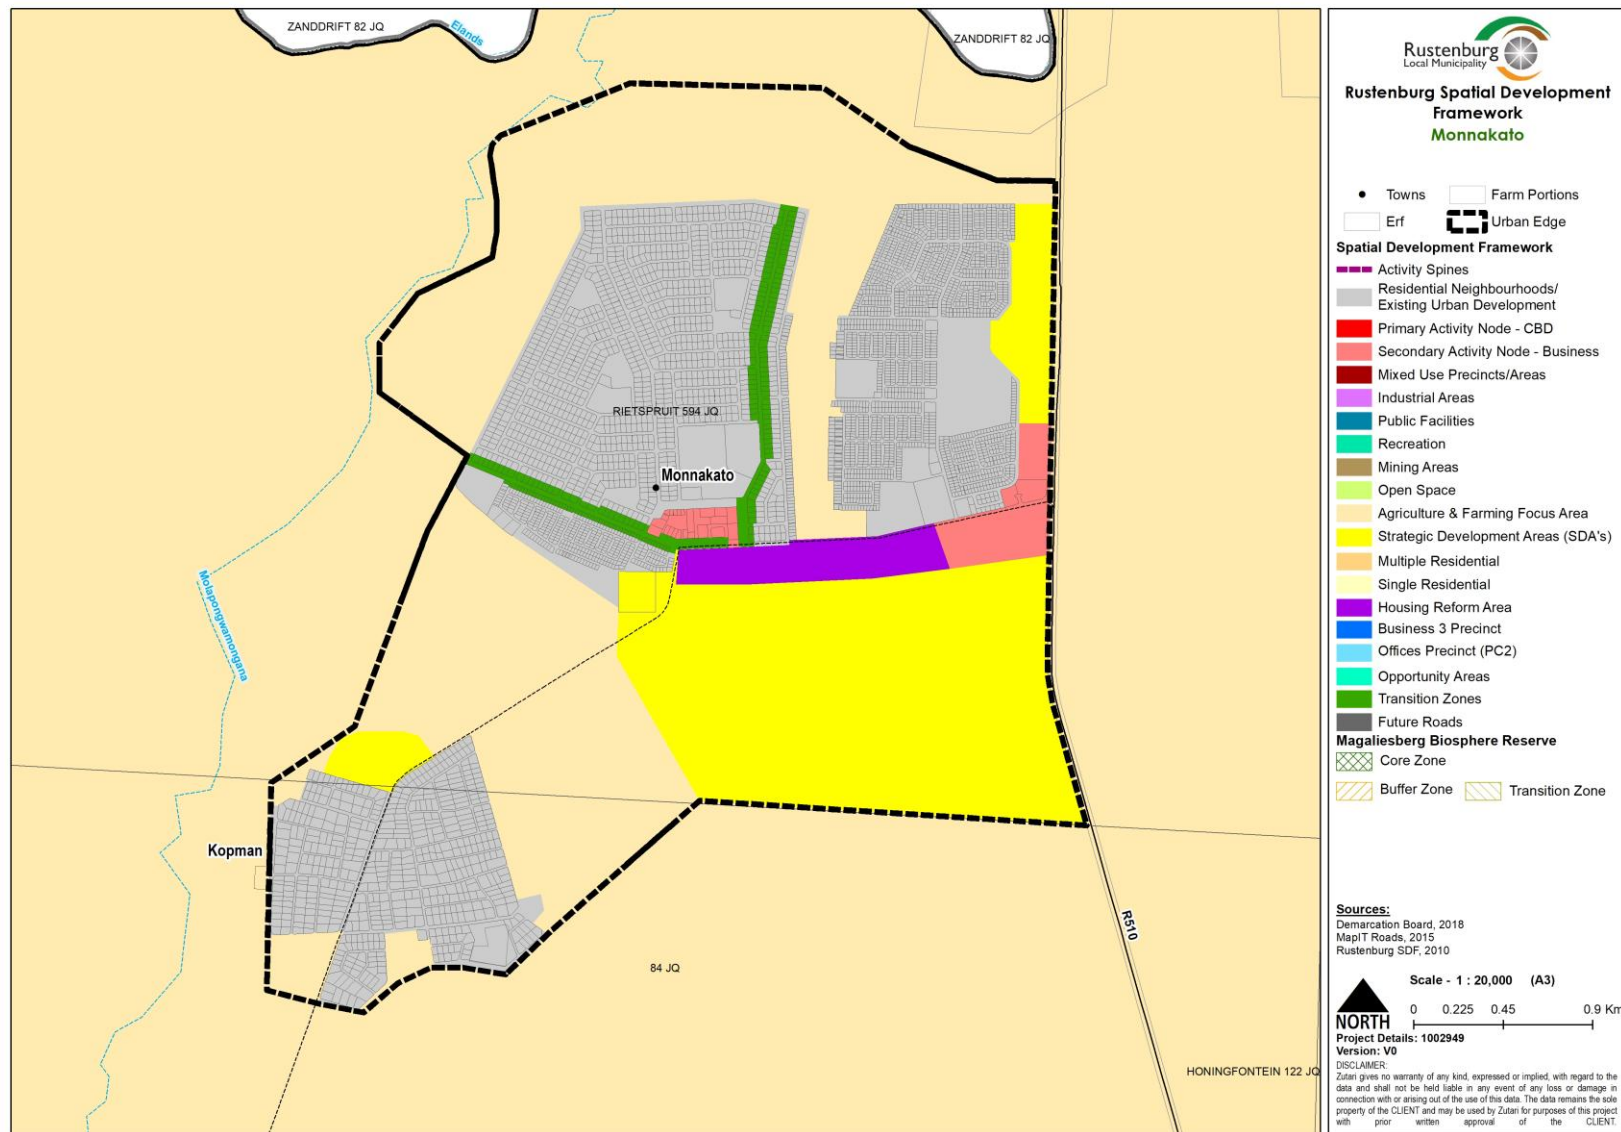 ZANDDRIFT 82 JQ
Elands
ZANDDRIFT 82 JQ
RIETSPRUIT 594 JQ
Monnakato
Molapongwamongana
Kopman
R510
84 JQ
HONINGFONTEIN 122 JQ
Rustenburg
Local Municipality
Rustenburg Spatial Development
Framework
Monnakato
Towns
Farm Portions
Erf
Urban Edge
Spatial Development Framework
Activity Spines
Residential Neighbourhoods/
Existing Urban Development
Primary Activity Node - CBD
Secondary Activity Node - Business
Mixed Use Precincts/Areas
Industrial Areas
Public Facilities
Recreation
Mining Areas
Open Space
Agriculture & Farming Focus Area
Strategic Development Areas (SDA's)
Multiple Residential
Single Residential
Housing Reform Area
Business 3 Precinct
Offices Precinct (PC2)
Opportunity Areas
Transition Zones
Future Roads
Magaliesberg Biosphere Reserve
Core Zone
Buffer Zone
Transition Zone
Sources:
Demarcation Board, 2018
MapIT Roads, 2015
Rustenburg SDF, 2010
Scale - 1 : 20,000 (A3)
0 0.225 0.45 0.9 Km
NORTH
Project Details: 1002949
Version: V0
DISCLAIMER:
Zutari gives no warranty of any kind, expressed or implied, with regard to the
data and shall not be held liable in any event of any loss or damage in
connection with or arising out of the use of this data. The data remains the sole
property of the CLIENT and may be used by Zutari for purposes of this project
with prior written approval of the CLIENT.